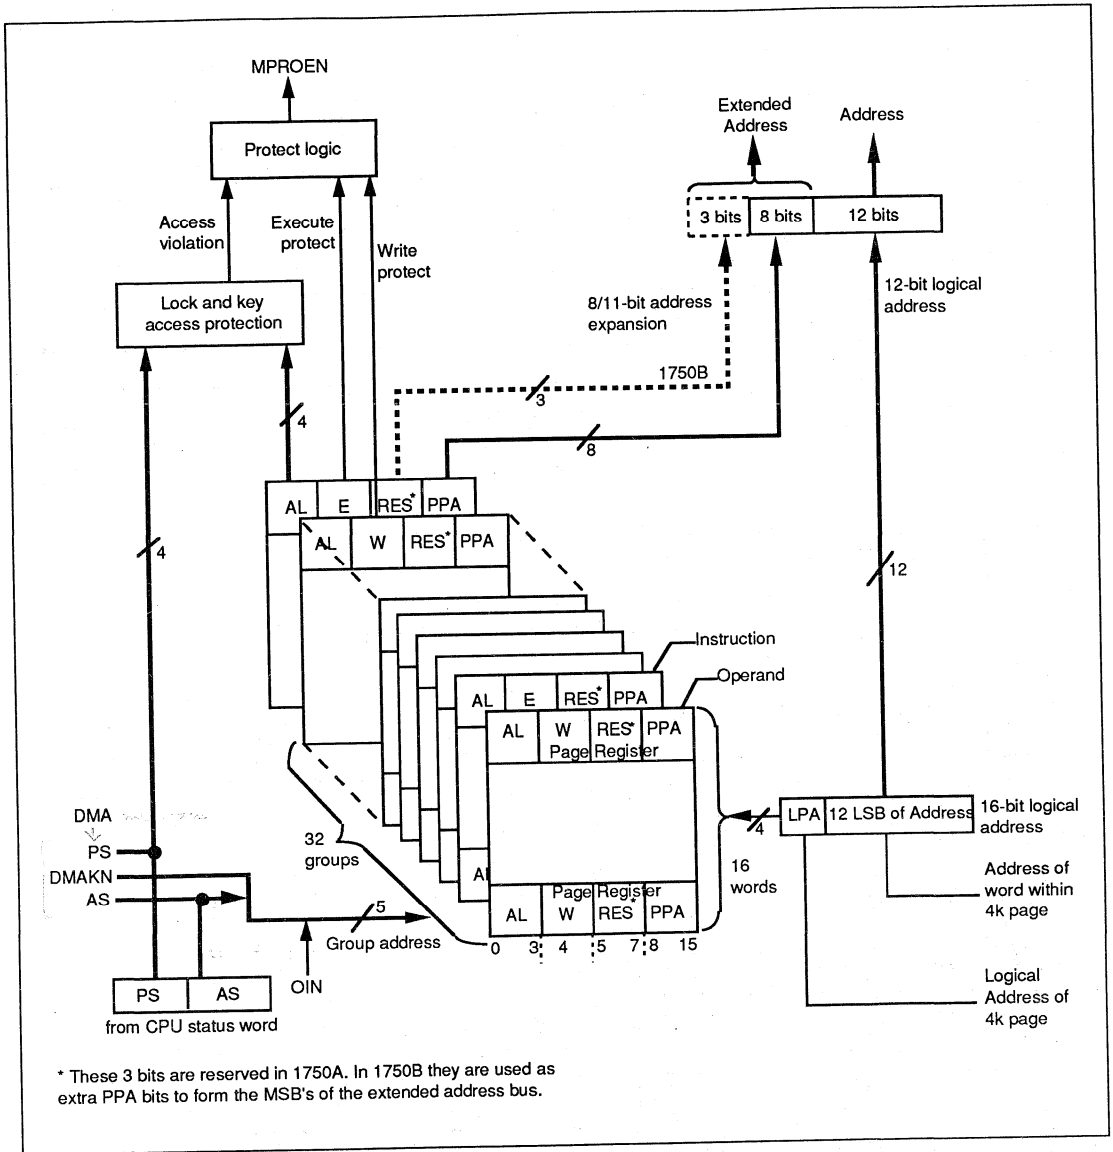 MPROEN
Protect logic
Extended
Address
Address
3 bits
8 bits
12 bits
Access
violation
Execute
protect
Write
protect
Lock and key
access protection
8/11-bit address
expansion
12-bit logical
address
1750B
3
8
4
4
12
AL E RES* PPA
AL W RES* PPA
Instruction
Operand
AL E RES* PPA
AL W RES* PPA
Page Register
LPA
12 LSB of Address
16-bit logical
address
4
DMA
PS
DMAKN
AS
32
groups
16
words
Al
Page Register
AL W RES* PPA
0 3 4 5 7 8 15
5
Group address
OIN
Address of
word within
4k page
Logical
Address of
4k page
PS AS
from CPU status word
* These 3 bits are reserved in 1750A. In 1750B they are used as
extra PPA bits to form the MSB's of the extended address bus.